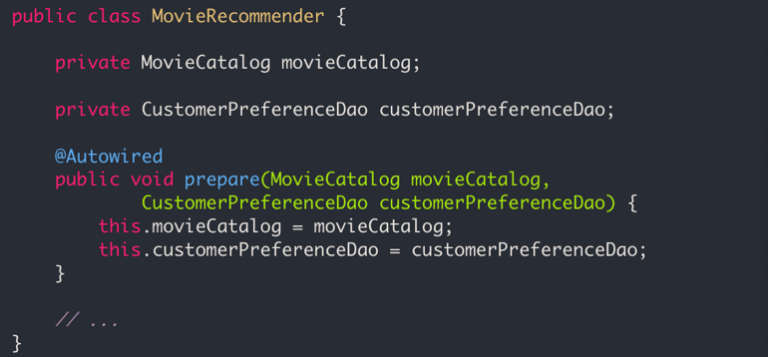 public class MovieRecommender {
private MovieCatalog movieCatalog;
private CustomerPreferenceDao customerPreferenceDao;
@Autowired
public void prepare(MovieCatalog movieCatalog,
CustomerPreferenceDao customerPreferenceDao) {
this.movieCatalog = movieCatalog;
this.customerPreferenceDao = customerPreferenceDao;
}
// ...
}